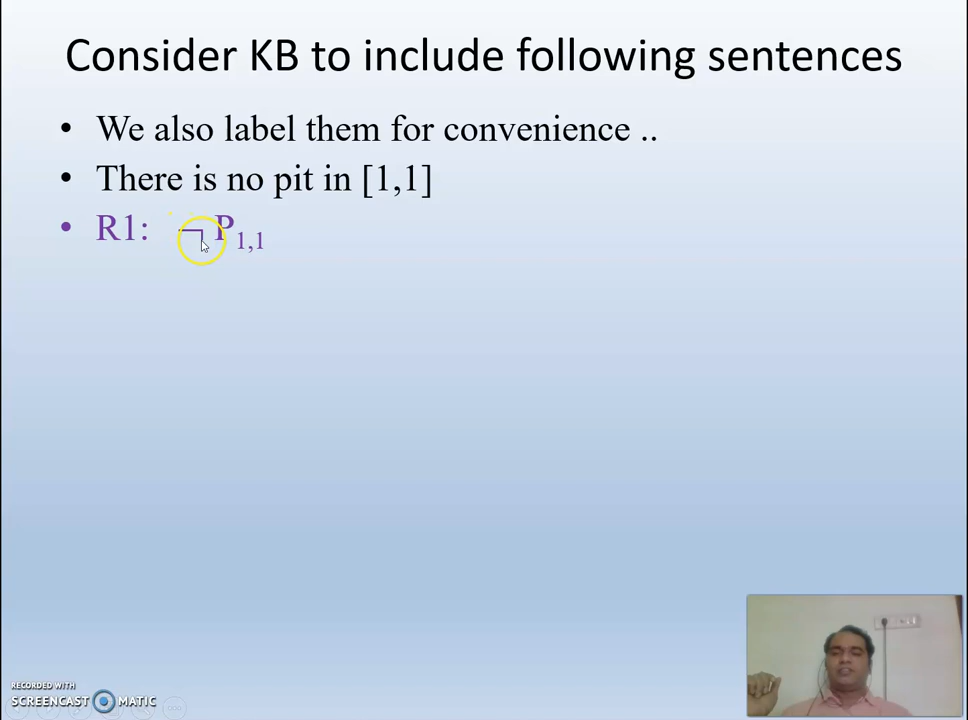 Consider KB to include following sentences
• We also label them for convenience ..
• There is no pit in [1,1]
• R1: ¬ P1,1
RECORDED WITH
SCREENCAST MATIC